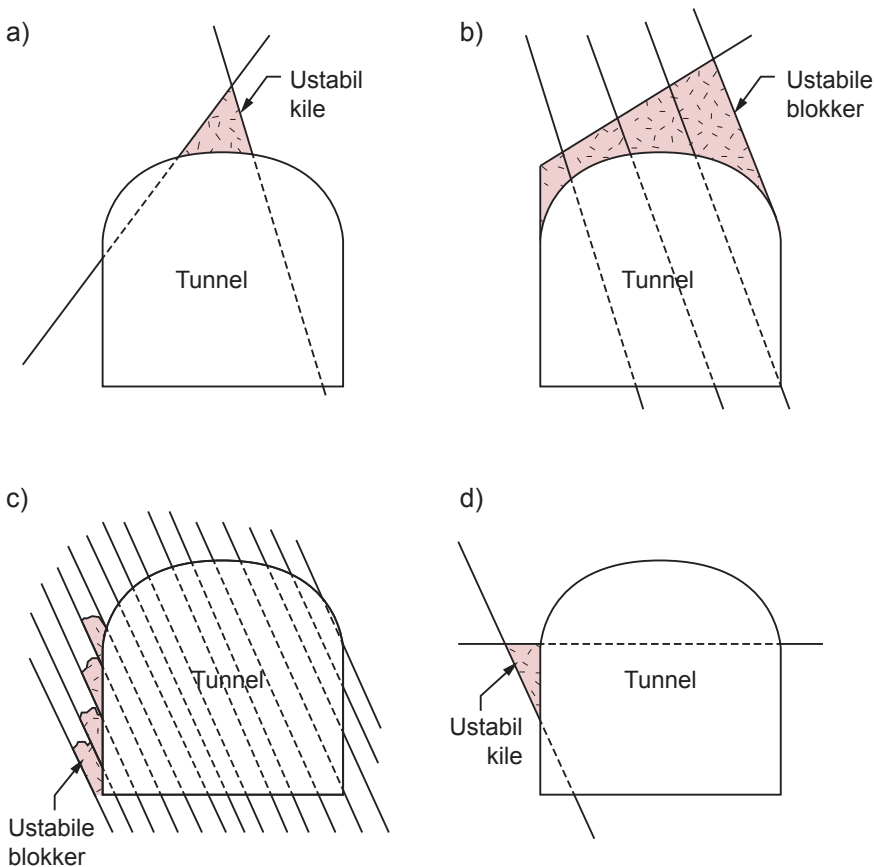 a)
Ustabil
kile
Tunnel
b)
Ustabile
blokker
Tunnel
c)
Tunnel
Ustabile
blokker
d)
Tunnel
Ustabil
kile